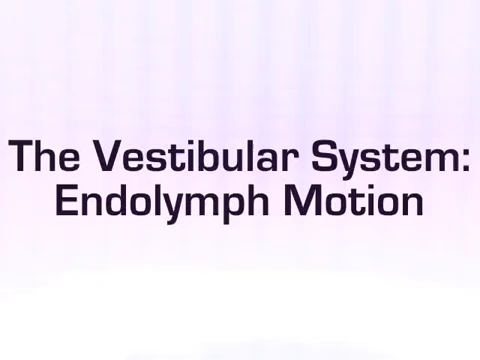 The Vestibular System:
Endolymph Motion